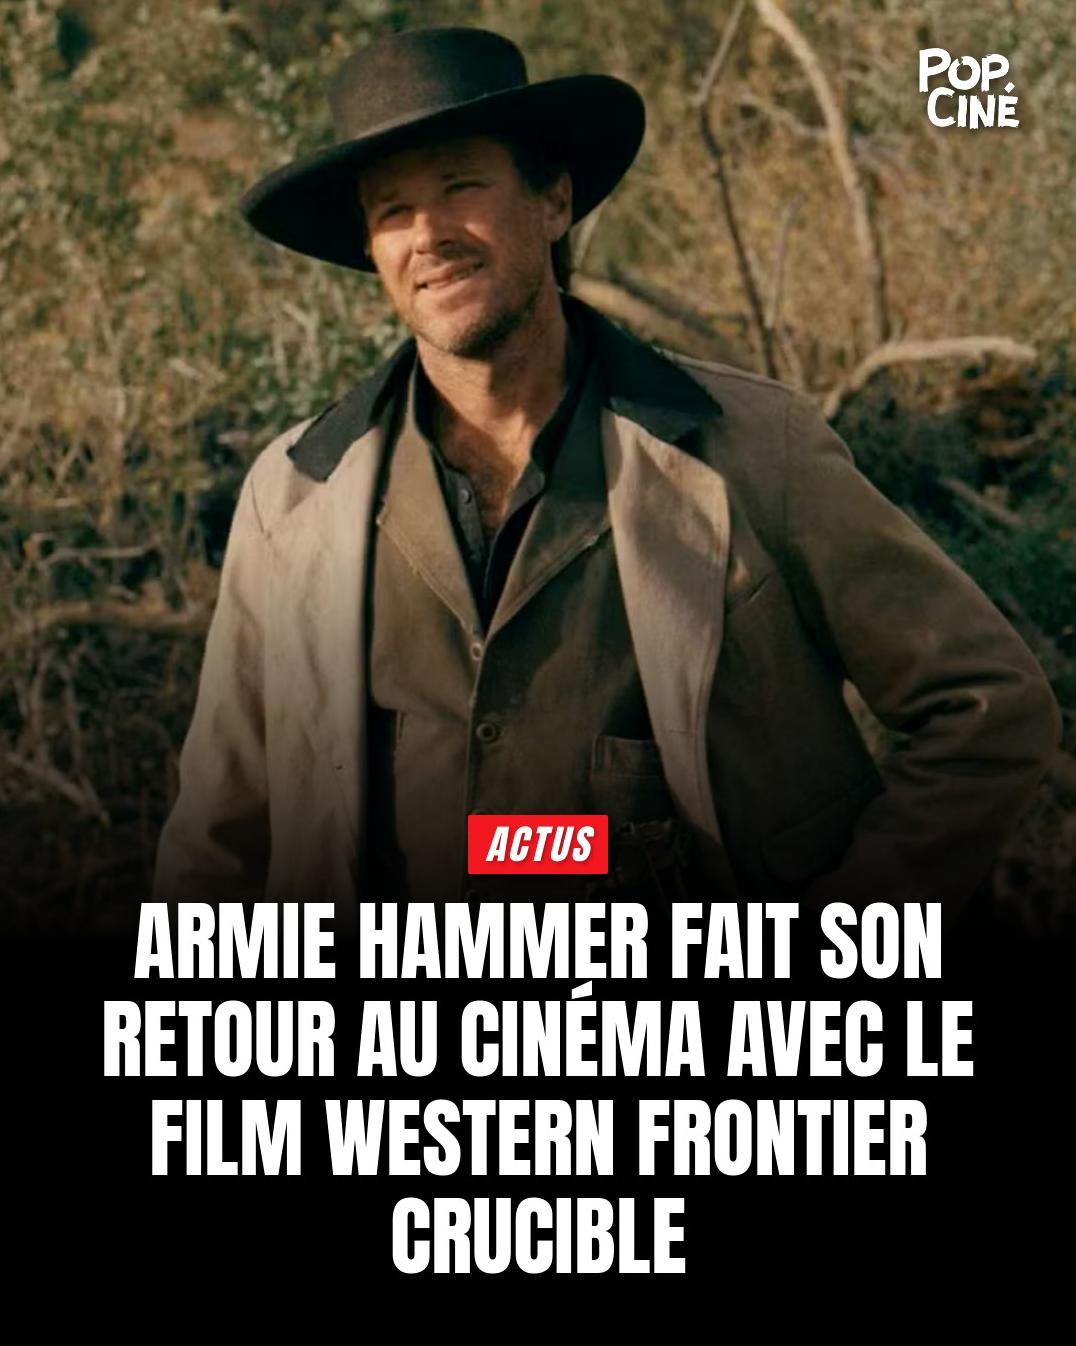 POP.
CINÉ
ACTUS
ARMIE HAMMER FAIT SON
RETOUR AU CINÉMA AVEC LE
FILM WESTERN FRONTIER
CRUCIBLE